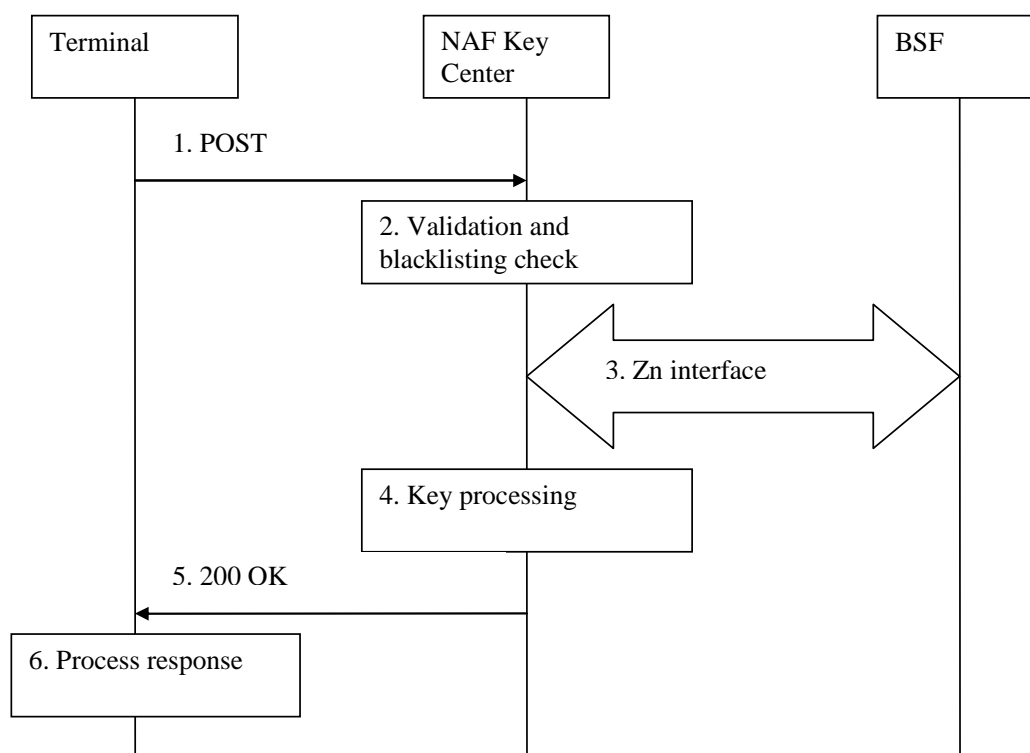 Terminal
NAF Key
Center
BSF
1. POST
2. Validation and
blacklisting check
3. Zn interface
4. Key processing
5. 200 OK
6. Process response